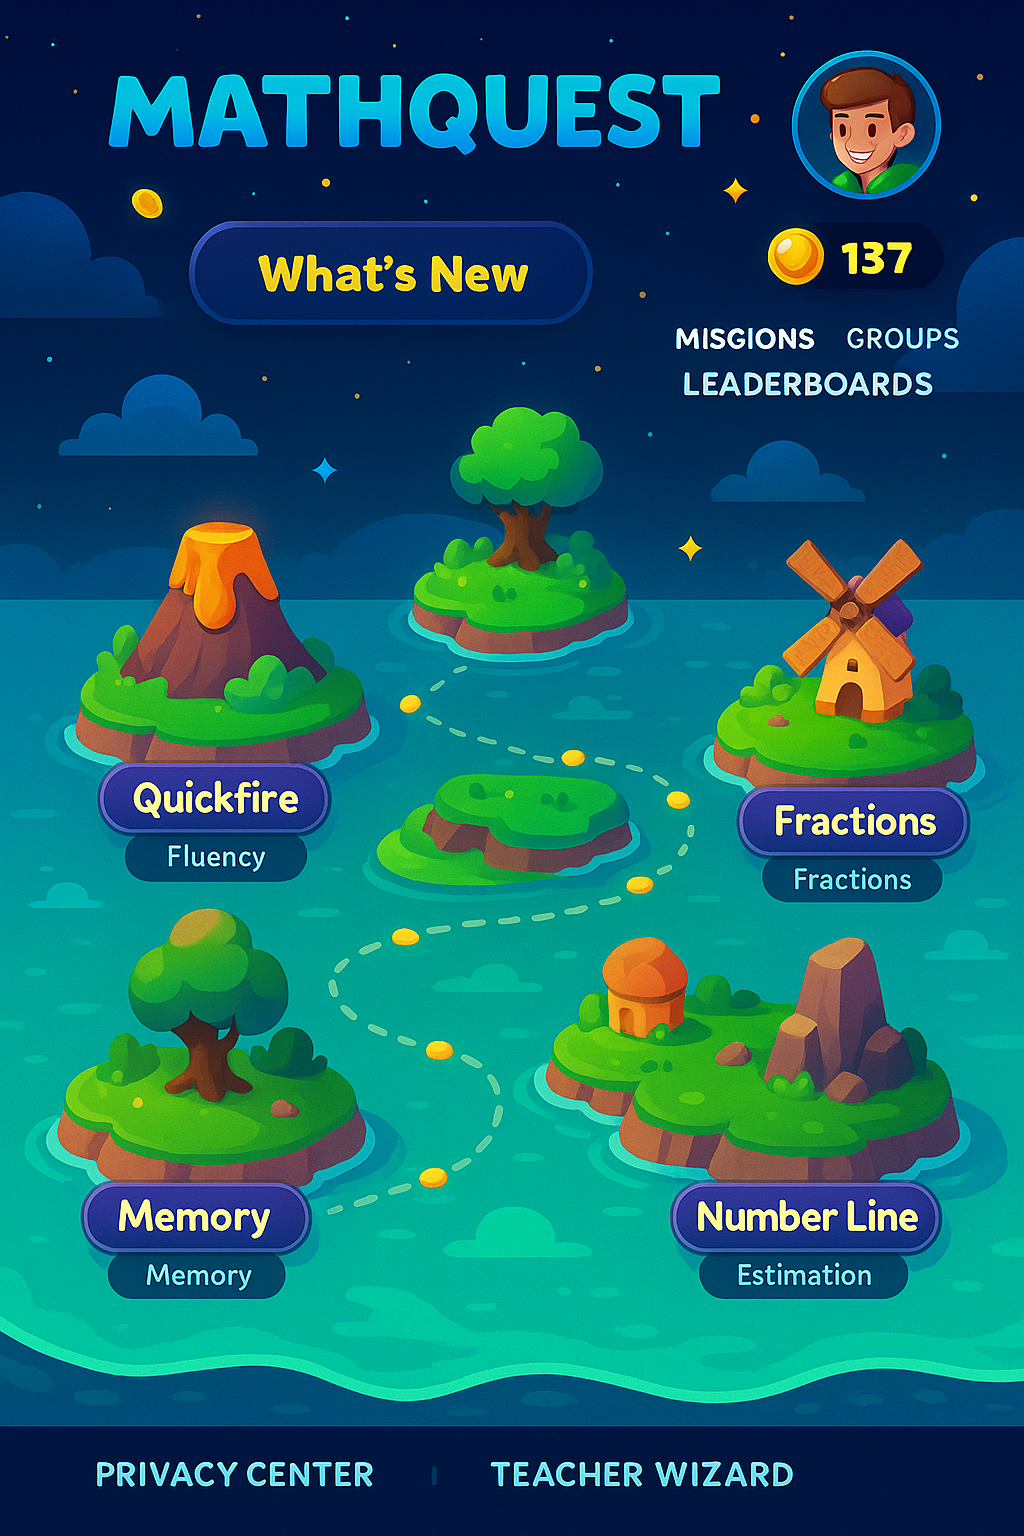 MATHQUEST
What's New
137
MISGIONS GROUPS
LEADERBOARDS
Quickfire
Fluency
Fractions
Fractions
Memory
Memory
Number Line
Estimation
PRIVACY CENTER
TEACHER WIZARD